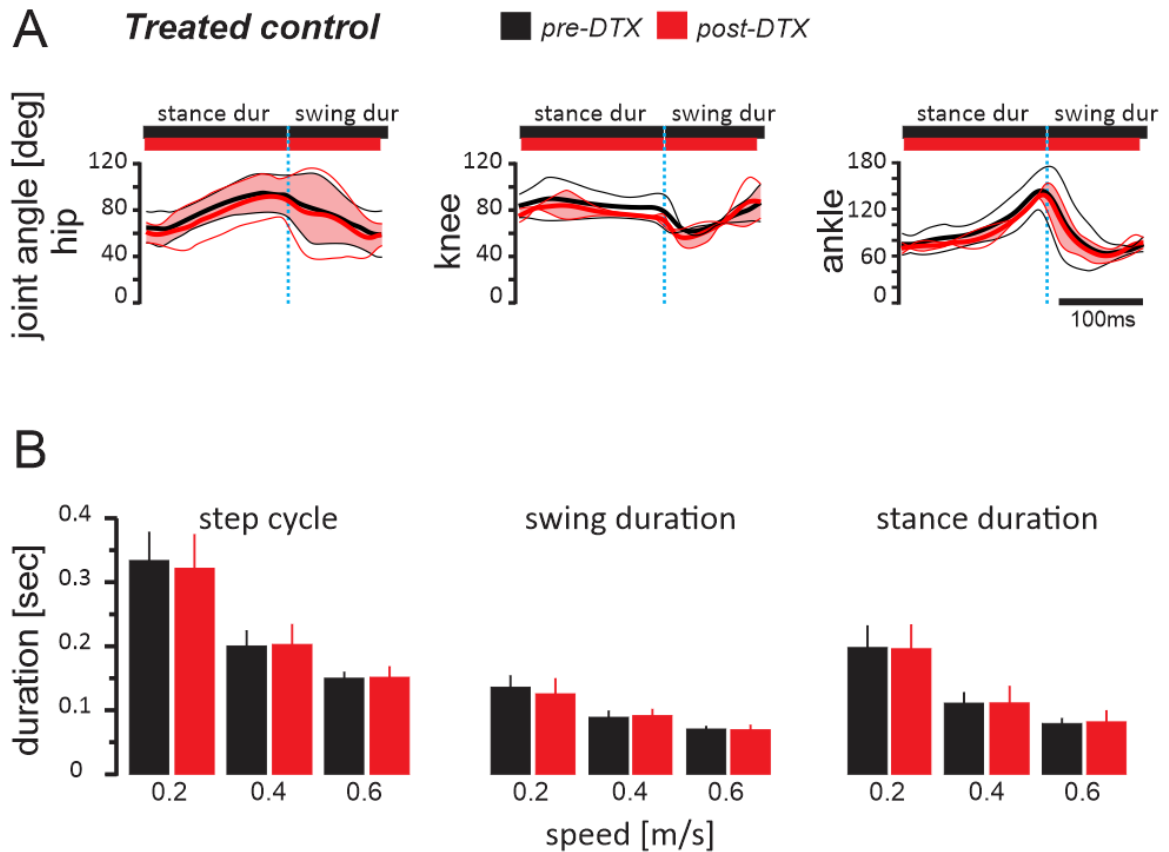 A
Treated control
pre-DTX
post-DTX
joint angle [deg]
stance dur
swing dur
hip
120
80
40
0
stance dur
swing dur
knee
120
80
40
0
stance dur
swing dur
ankle
180
120
60
0
100ms
B
duration [sec]
0.4
0.3
0.2
0.1
0
step cycle
0.2
0.4
0.6
swing duration
0.2
0.4
0.6
stance duration
0.2
0.4
0.6
speed [m/s]